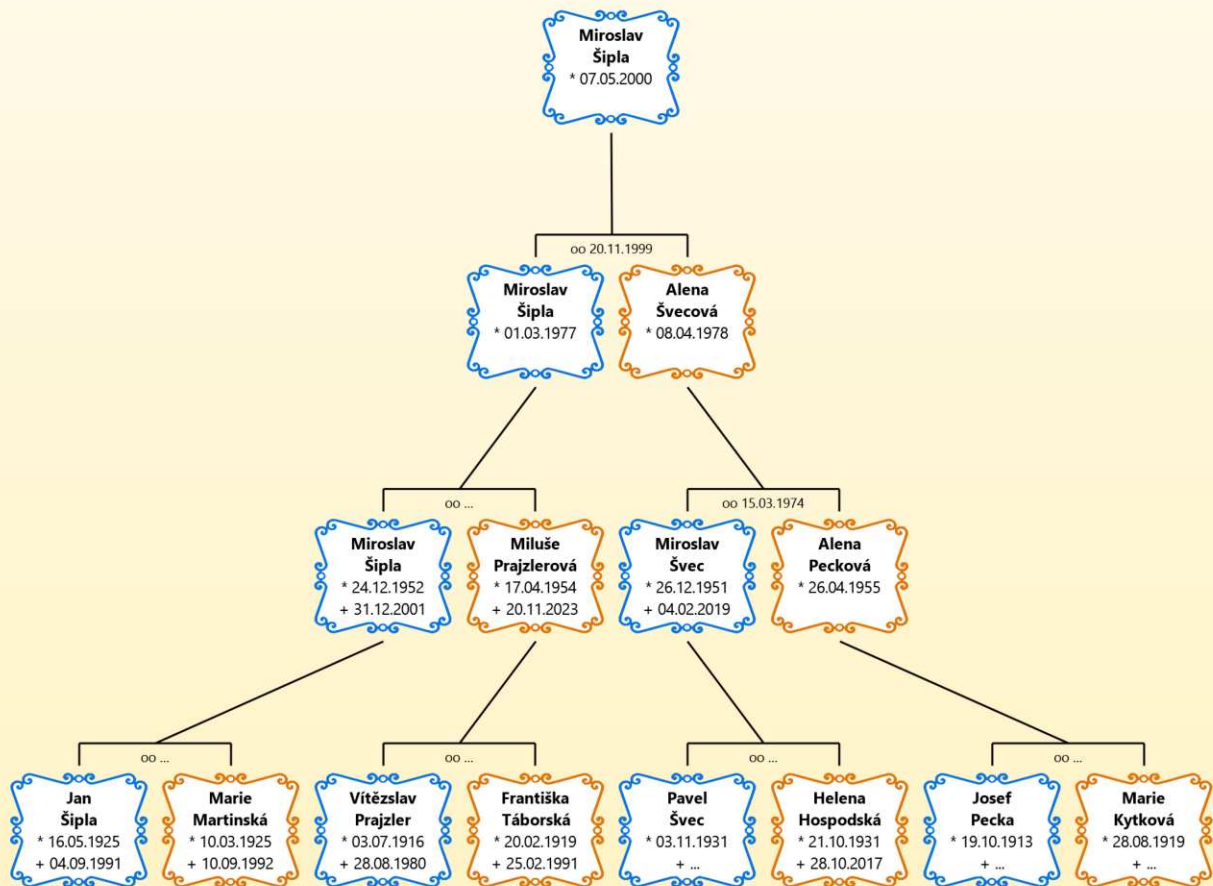 Miroslav
Šipla
* 07.05.2000
oo 20.11.1999
Miroslav
Šipla
* 01.03.1977
Alena
Švecová
* 08.04.1978
oo ...
oo 15.03.1974
Miroslav
Šipla
* 24.12.1952
+ 31.12.2001
Miluše
Prajzlerová
* 17.04.1954
+ 20.11.2023
Miroslav
Švec
* 26.12.1951
+ 04.02.2019
Alena
Pecková
* 26.04.1955
oo ...
oo ...
oo ...
oo ...
Jan
Šipla
* 16.05.1925
+ 04.09.1991
Marie
Martinská
* 10.03.1925
+ 10.09.1992
Vítězslav
Prajzler
* 03.07.1916
+ 28.08.1980
Františka
Táborská
* 20.02.1919
+ 25.02.1991
Pavel
Švec
* 03.11.1931
+ ...
Helena
Hospodská
* 21.10.1931
+ 28.10.2017
Josef
Pecka
* 19.10.1913
+ ...
Marie
Kytková
* 28.08.1919
+ ...